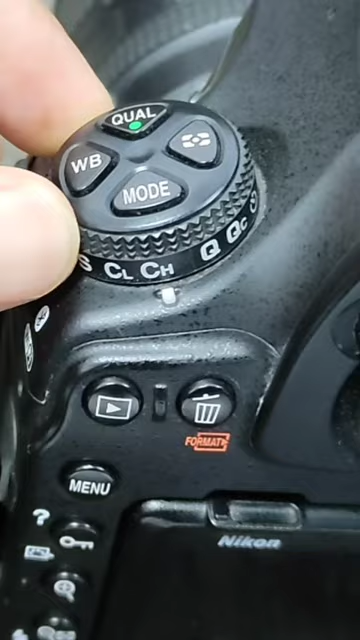 QUAL
WB
MODE
S CL CH Q QC
FORMAT
MENU
?
Nikon